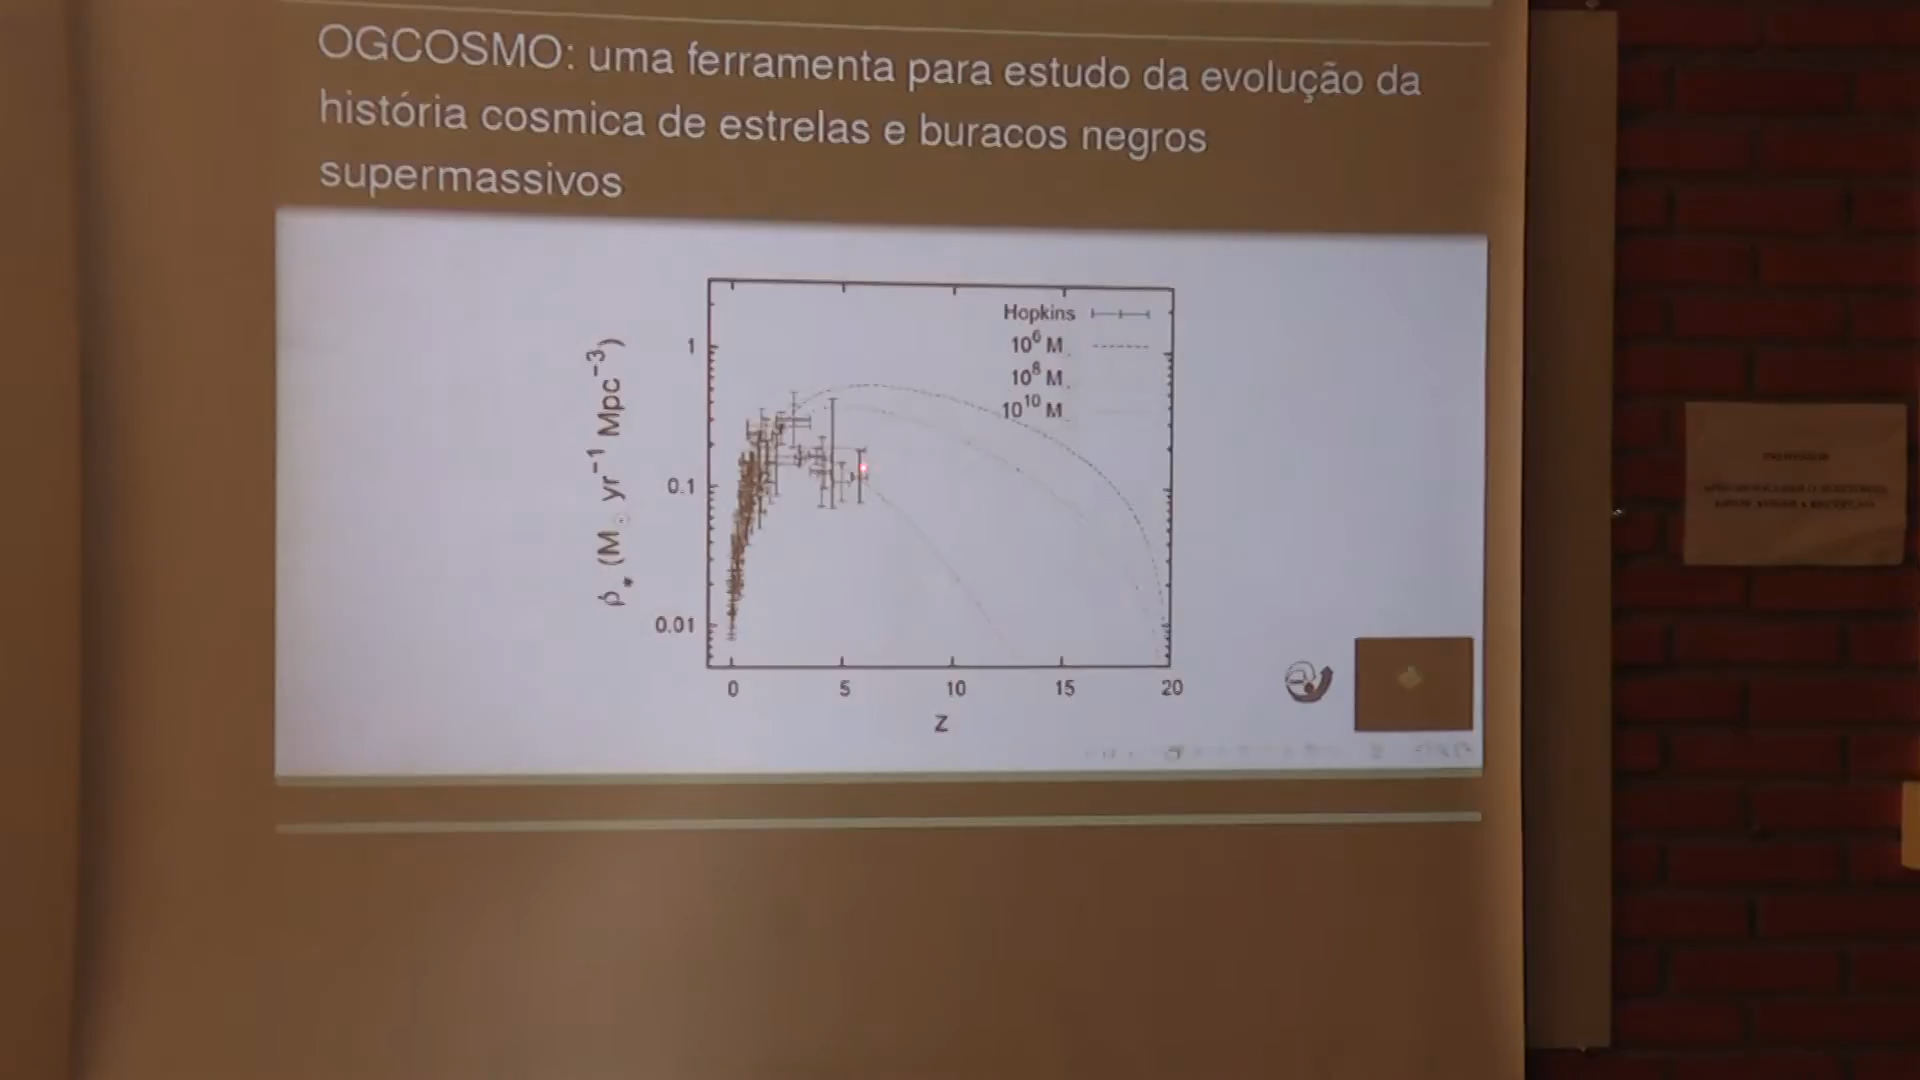 OGCOSMO: uma ferramenta para estudo da evolução da
história cosmica de estrelas e buracos negros
supermassivos
Hopkins
10⁶ M
10⁸ M
10¹⁰ M
1
0.1
0.01
ρ̇* (M☉ yr⁻¹ Mpc⁻³)
0 5 10 15 20
z